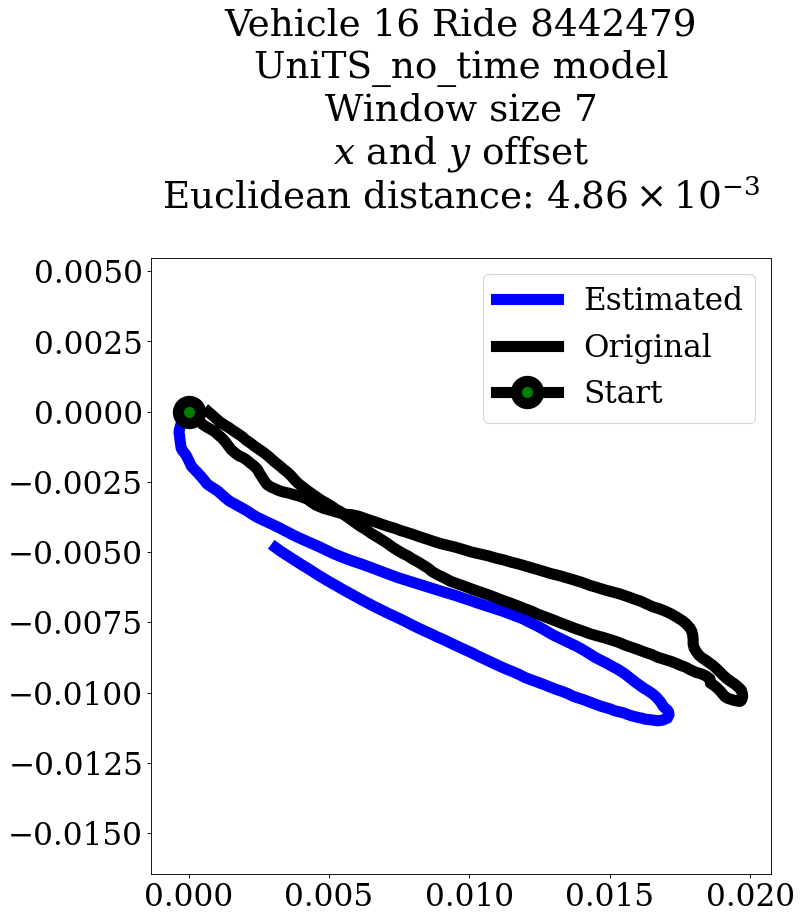 Vehicle 16 Ride 8442479
UniTS_no_time model
Window size 7
x and y offset
Euclidean distance: 4.86 × 10⁻³
Estimated
Original
Start
0.0050
0.0025
0.0000
−0.0025
−0.0050
−0.0075
−0.0100
−0.0125
−0.0150
0.000 0.005 0.010 0.015 0.020